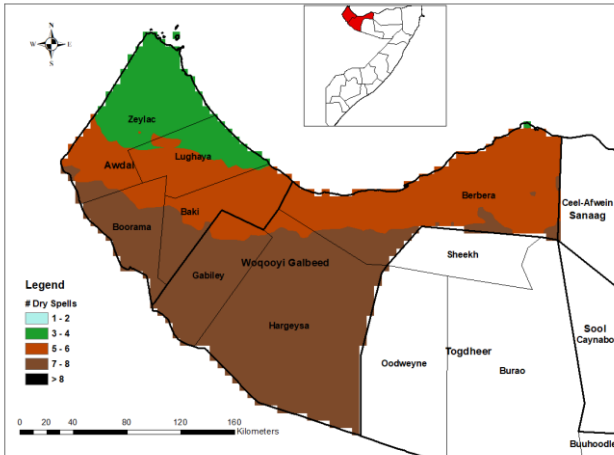 N
W E
S
Zeylac
Lughaya
Awdal
Baki
Boorama
Gabiley
Woqooyi Galbeed
Hargeysa
Berbera
Ceel-Afwein
Sanaag
Sheekh
Oodweyne
Togdheer
Burao
Sool
Caynabo
Buuhoodle
Legend
# Dry Spells
1 - 2
3 - 4
5 - 6
7 - 8
> 8
0 20 40 80 120 160
Kilometers